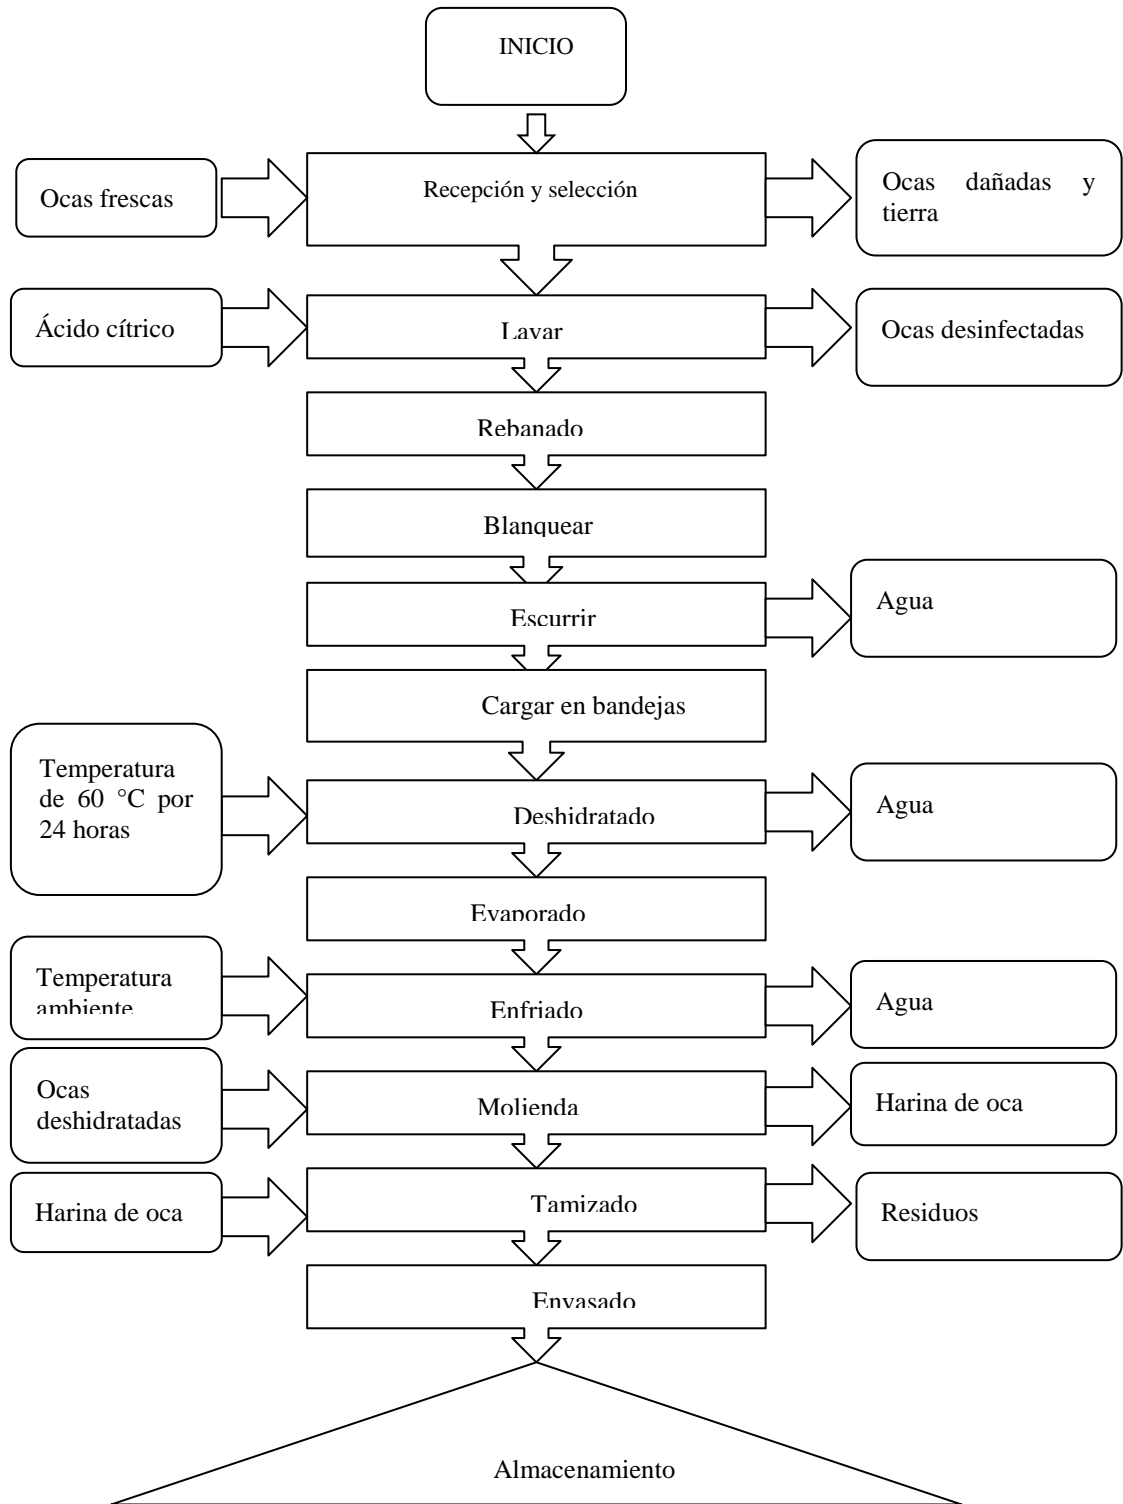 INICIO
Ocas frescas
Recepción y selección
Ocas dañadas y
tierra
Ácido cítrico
Lavar
Ocas desinfectadas
Rebanado
Blanquear
Escurrir
Agua
Cargar en bandejas
Temperatura
de 60 °C por
24 horas
Deshidratado
Agua
Evaporado
Temperatura
ambiente
Enfriado
Agua
Ocas
deshidratadas
Molienda
Harina de oca
Harina de oca
Tamizado
Residuos
Envasado
Almacenamiento